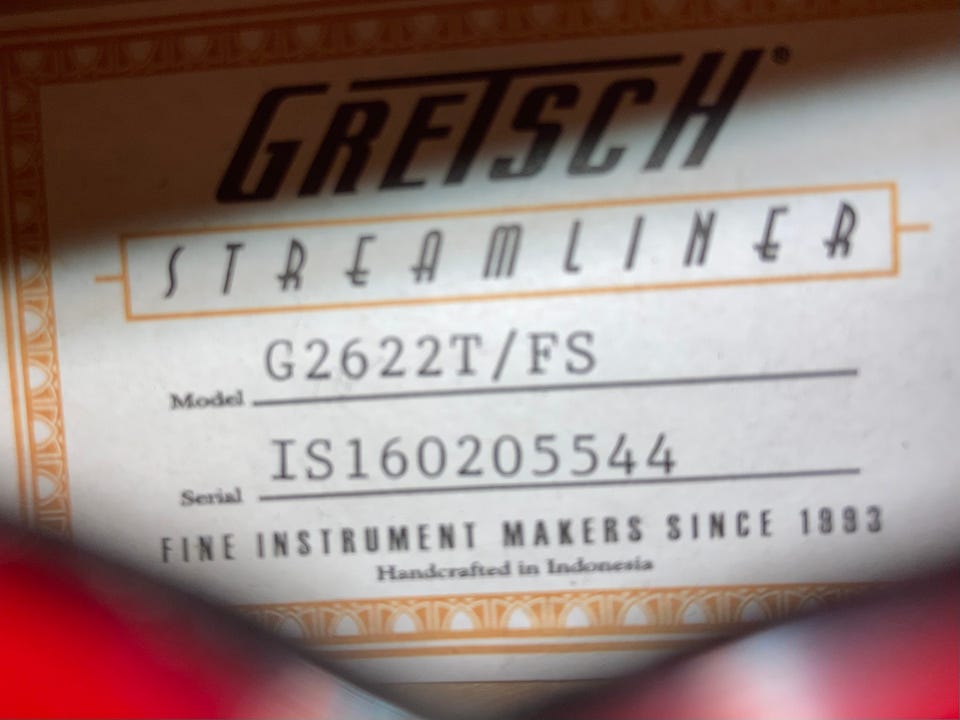 GRETSCH®
STREAMLINER
Model G2622T/FS
Serial IS160205544
FINE INSTRUMENT MAKERS SINCE 1883
Handcrafted in Indonesia